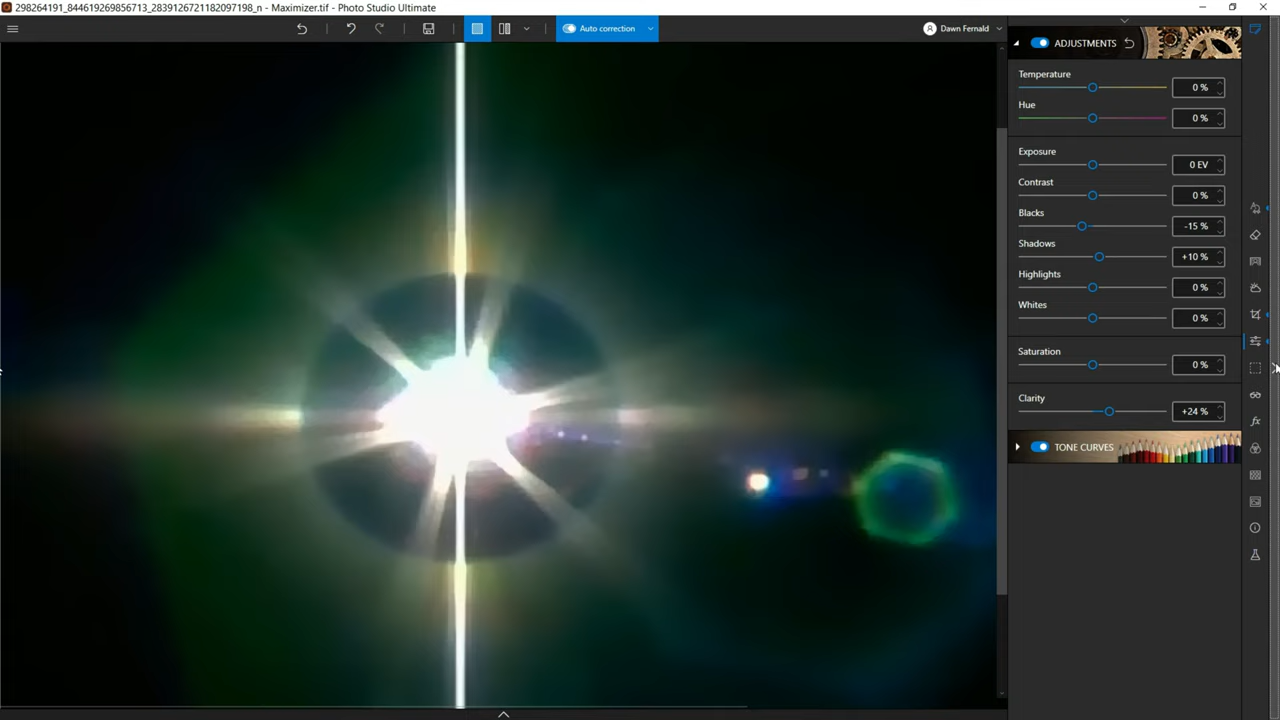 298264191_844619269856713_2839126721182097198_n - Maximizer.tif - Photo Studio Ultimate
Auto correction
Dawn Fernald
ADJUSTMENTS
Temperature
0 %
Hue
0 %
Exposure
0 EV
Contrast
0 %
Blacks
-15 %
Shadows
+10 %
Highlights
0 %
Whites
0 %
Saturation
0 %
Clarity
+24 %
TONE CURVES
fx